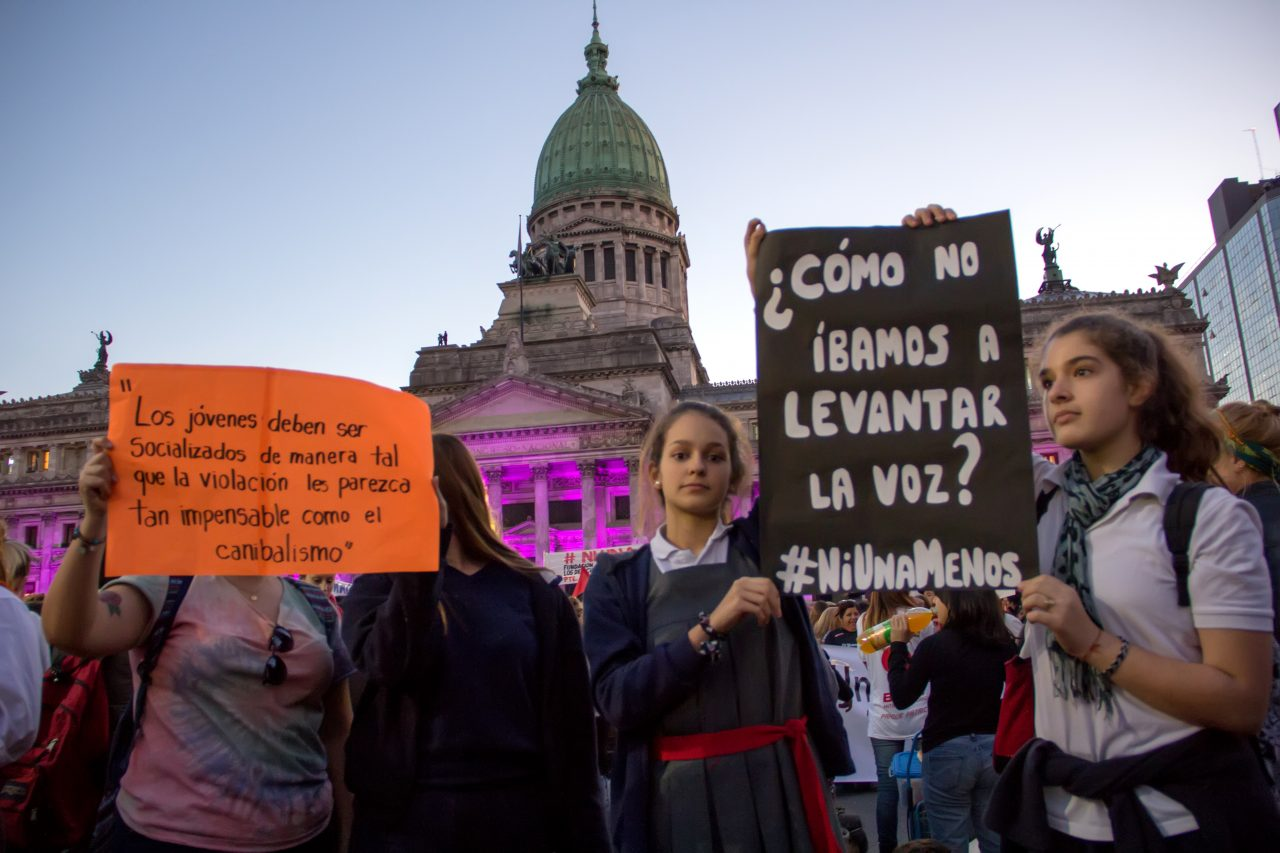 "Los jóvenes deben ser
socializados de manera tal
que la violación les parezca
tan impensable como el
canibalismo"
¿CÓMO NO
ÍBAMOS A
LEVANTAR
LA VOZ?
#NiUNaMENOS